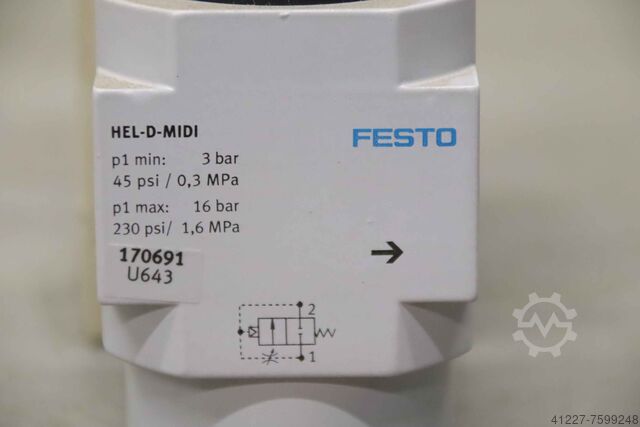 HEL-D-MIDI
FESTO
p1 min: 3 bar
45 psi / 0,3 MPa
p1 max: 16 bar
230 psi/ 1,6 MPa
170691
U643
2
1
41227-7599248